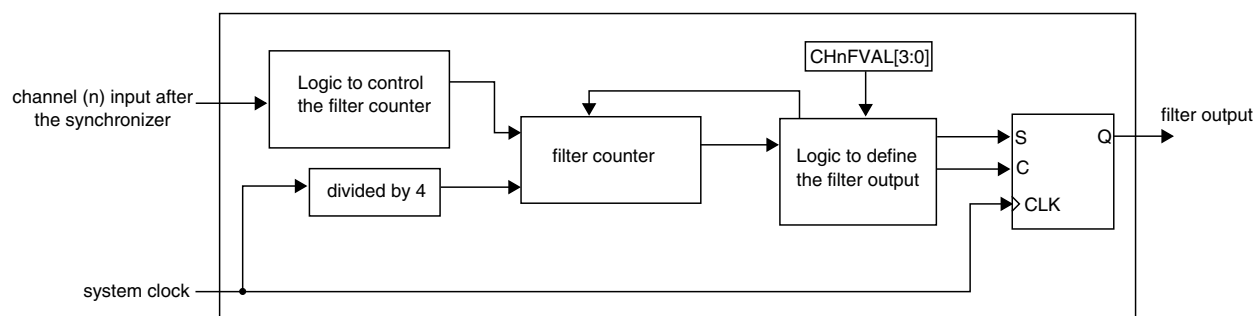 CHnFVAL[3:0]
Logic to control
the filter counter
channel (n) input after
the synchronizer
filter output
S
Q
filter counter
Logic to define
the filter output
C
divided by 4
CLK
system clock